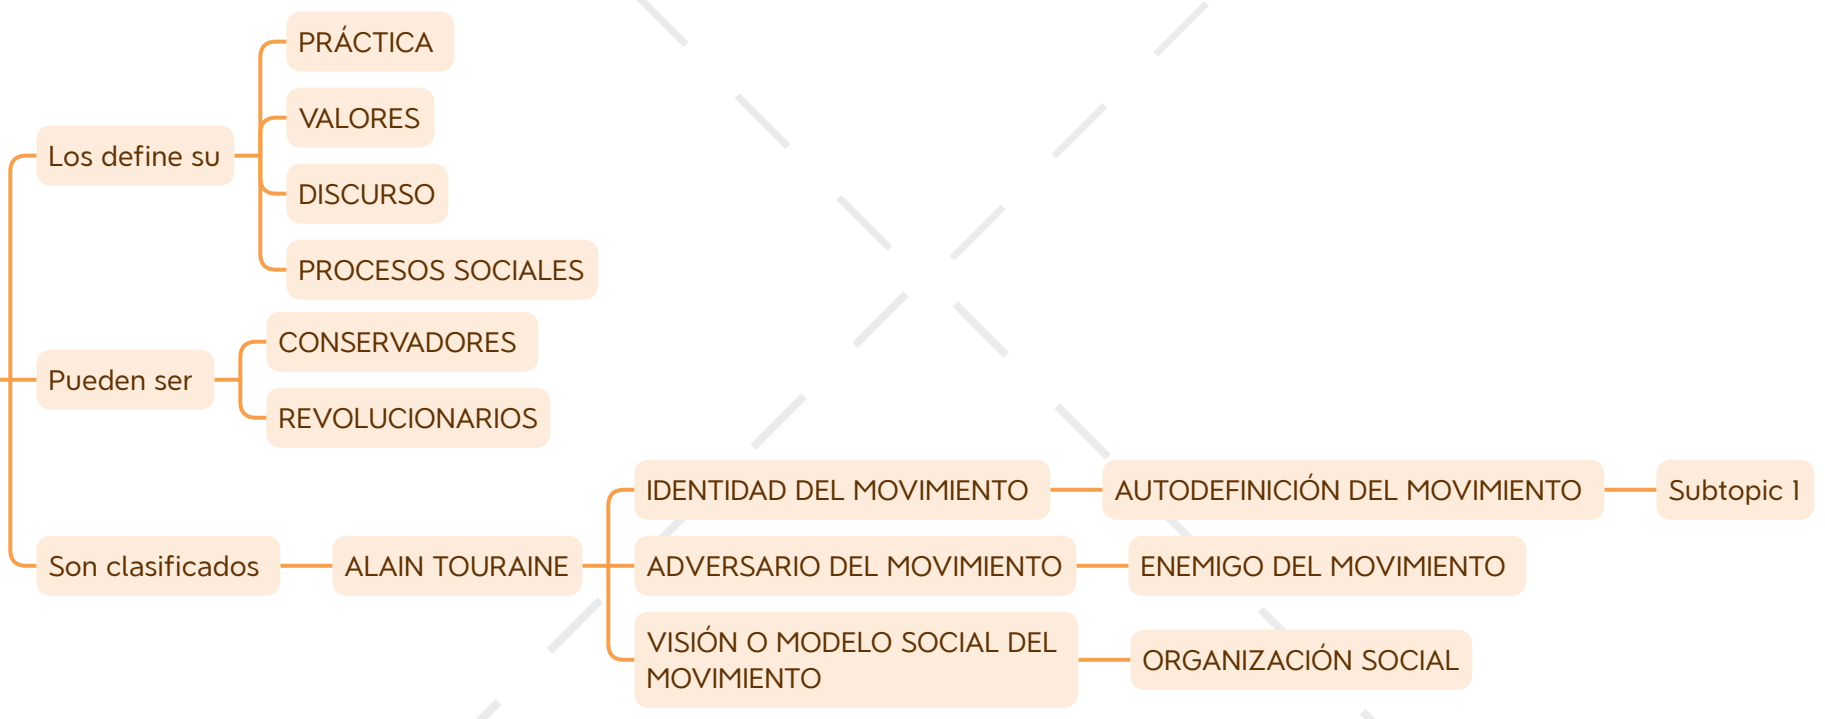 Los define su
PRÁCTICA
VALORES
DISCURSO
PROCESOS SOCIALES
Pueden ser
CONSERVADORES
REVOLUCIONARIOS
Son clasificados
ALAIN TOURAINE
IDENTIDAD DEL MOVIMIENTO
AUTODEFINICIÓN DEL MOVIMIENTO
Subtopic 1
ADVERSARIO DEL MOVIMIENTO
ENEMIGO DEL MOVIMIENTO
VISIÓN O MODELO SOCIAL DEL
MOVIMIENTO
ORGANIZACIÓN SOCIAL